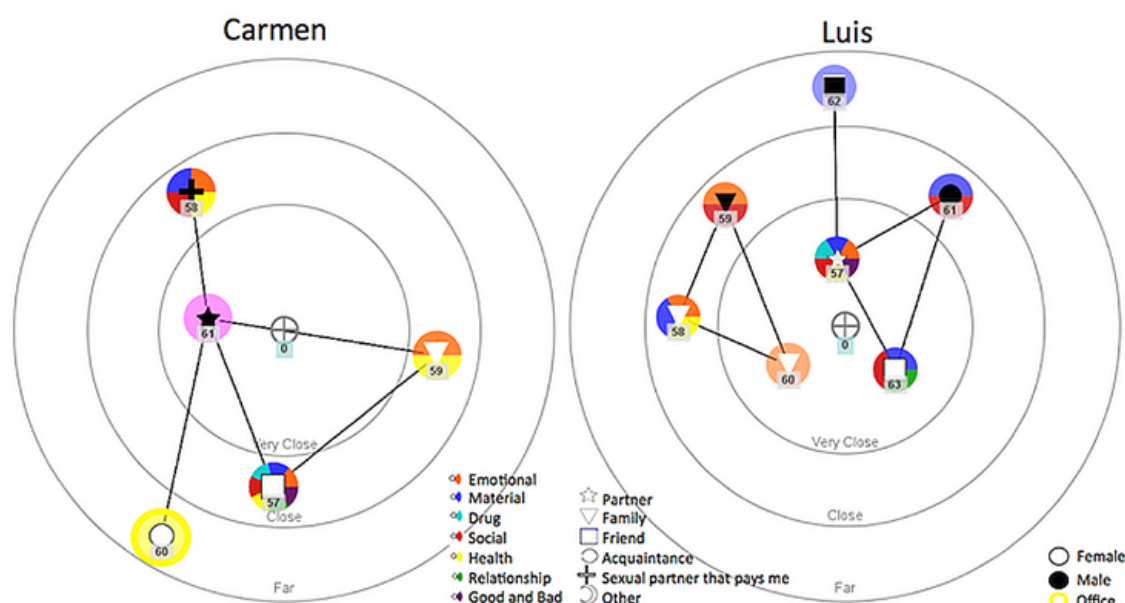 Carmen
Luis
62
58
59
61
57
61
0
58
0
59
60
63
ery Close
Very Close
57
Close
Close
60
Far
Far
Emotional
Material
Drug
Social
Health
Relationship
Good and Bad
Partner
Family
Friend
Acquaintance
Sexual partner that pays me
Other
Female
Male
Office